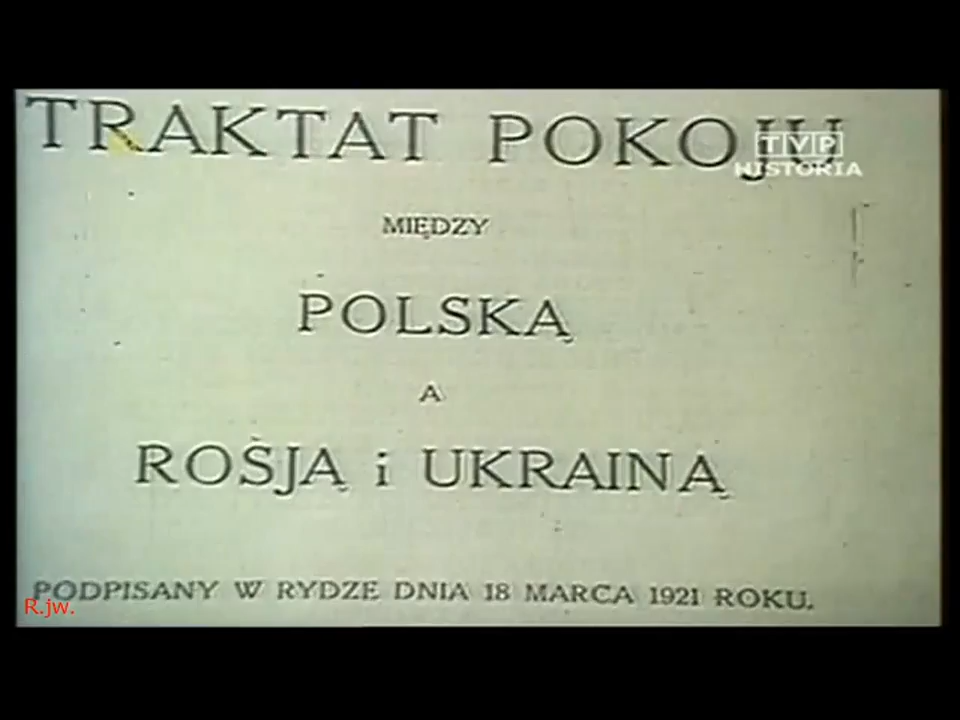 TRAKTAT POKOJU
TVP
HISTORIA
MIĘDZY
POLSKĄ
A
ROSJĄ i UKRAINĄ
PODPISANY W RYDZE DNIA 18 MARCA 1921 ROKU.
R.jw.